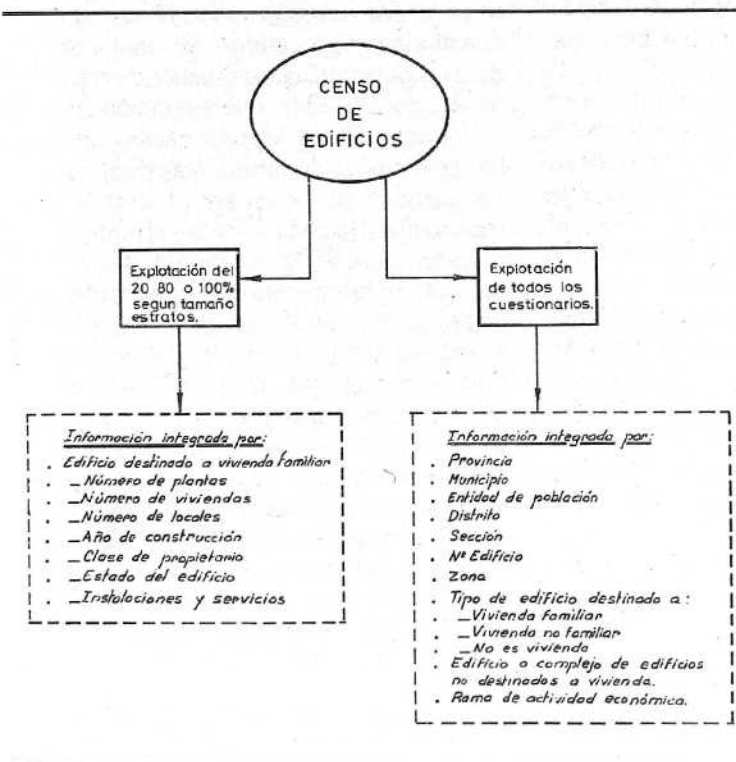 CENSO
DE
EDIFICIOS
Explotación del
20 80 o 100%
segun tamaño
estratos.
Explotación
de todos los
cuestionarios.
Información integrada por:
. Edificio destinado a vivienda familiar
. _Número de plantas
. _Número de viviendas
. _Número de locales
. _Año de construcción
. _Clase de propietario
. _Estado del edificio
. _Instalaciones y servicios
Información integrada por:
. Provincia
. Municipio
. Entidad de población
. Distrito
. Sección
. Nº Edificio
. Zona
. Tipo de edificio destinado a :
. _Vivienda familiar
. _Vivienda no familiar
. _No es vivienda
. Edificio o complejo de edificios
no destinados a vivienda.
. Rama de actividad económica.